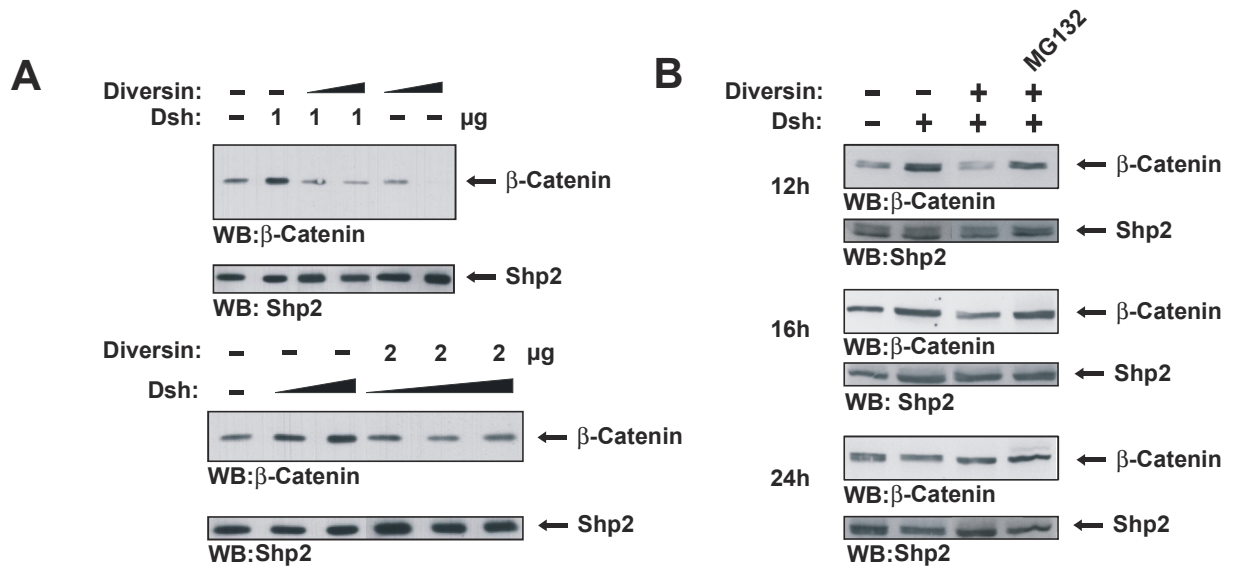 A
Diversin: – –
Dsh: – 1 1 1 – – µg
← β-Catenin
WB:β-Catenin
← Shp2
WB: Shp2
Diversin: – – – 2 2 2 µg
Dsh: –
← β-Catenin
WB:β-Catenin
← Shp2
WB:Shp2
B
MG132
Diversin: – – + +
Dsh: – + + +
12h
← β-Catenin
WB:β-Catenin
← Shp2
WB:Shp2
16h
← β-Catenin
WB:β-Catenin
← Shp2
WB: Shp2
24h
← β-Catenin
WB:β-Catenin
← Shp2
WB:Shp2